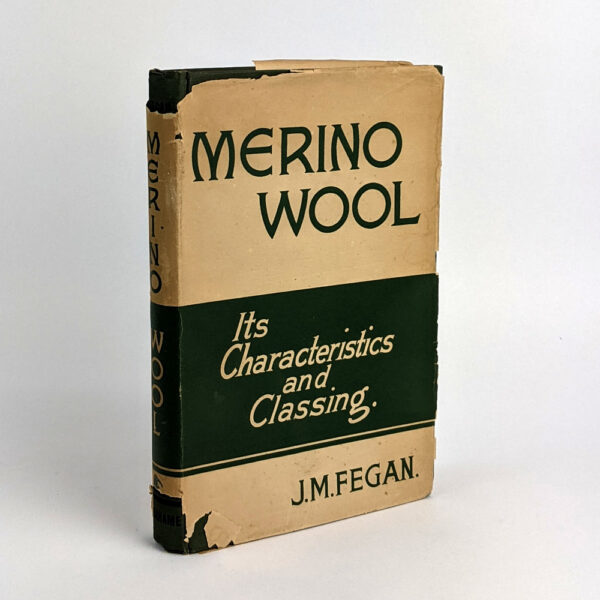 MERINO
WOOL
Its
Characteristics
and
Classing.
J.M.FEGAN.
MERINO WOOL